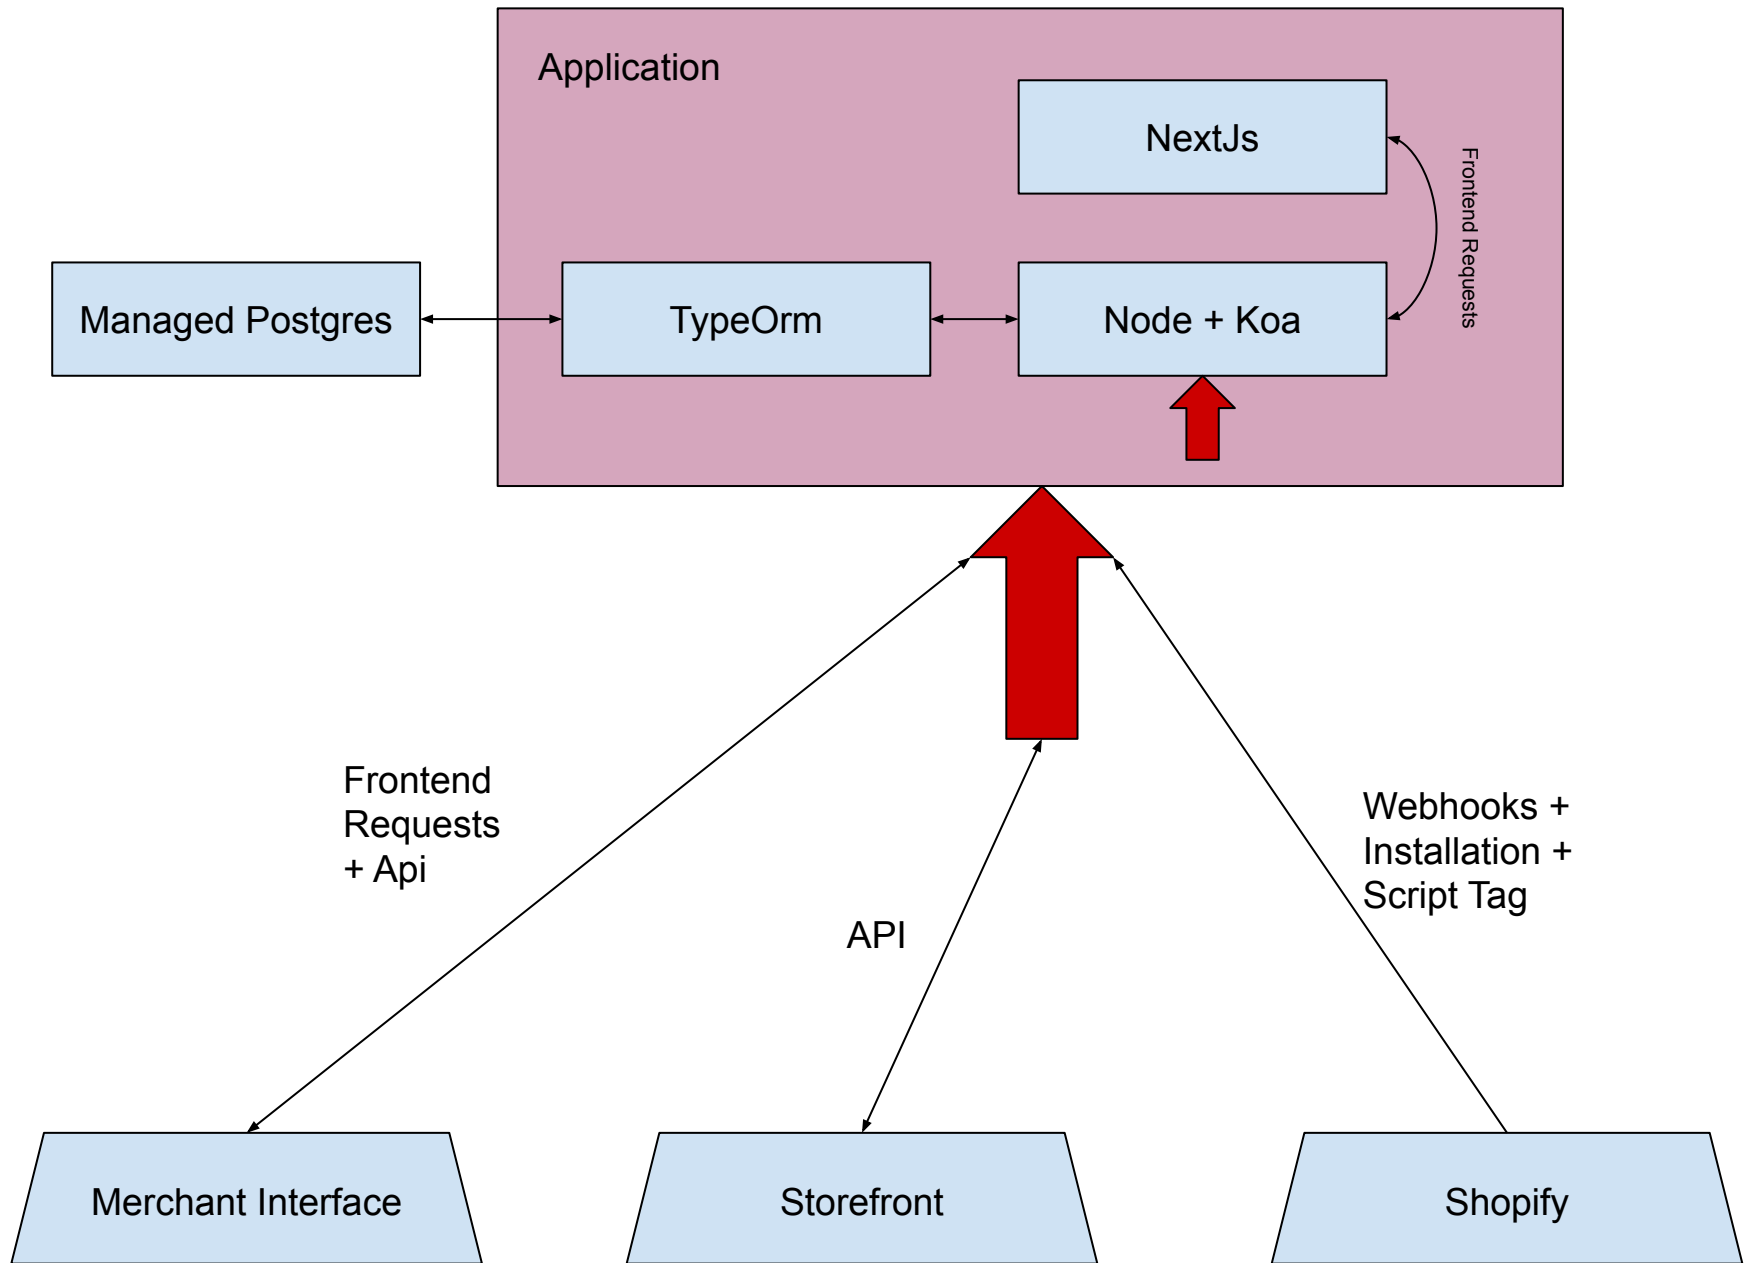 Application
NextJs
Frontend Requests
Managed Postgres
TypeOrm
Node + Koa
Frontend
Requests
+ Api
API
Webhooks +
Installation +
Script Tag
Merchant Interface
Storefront
Shopify